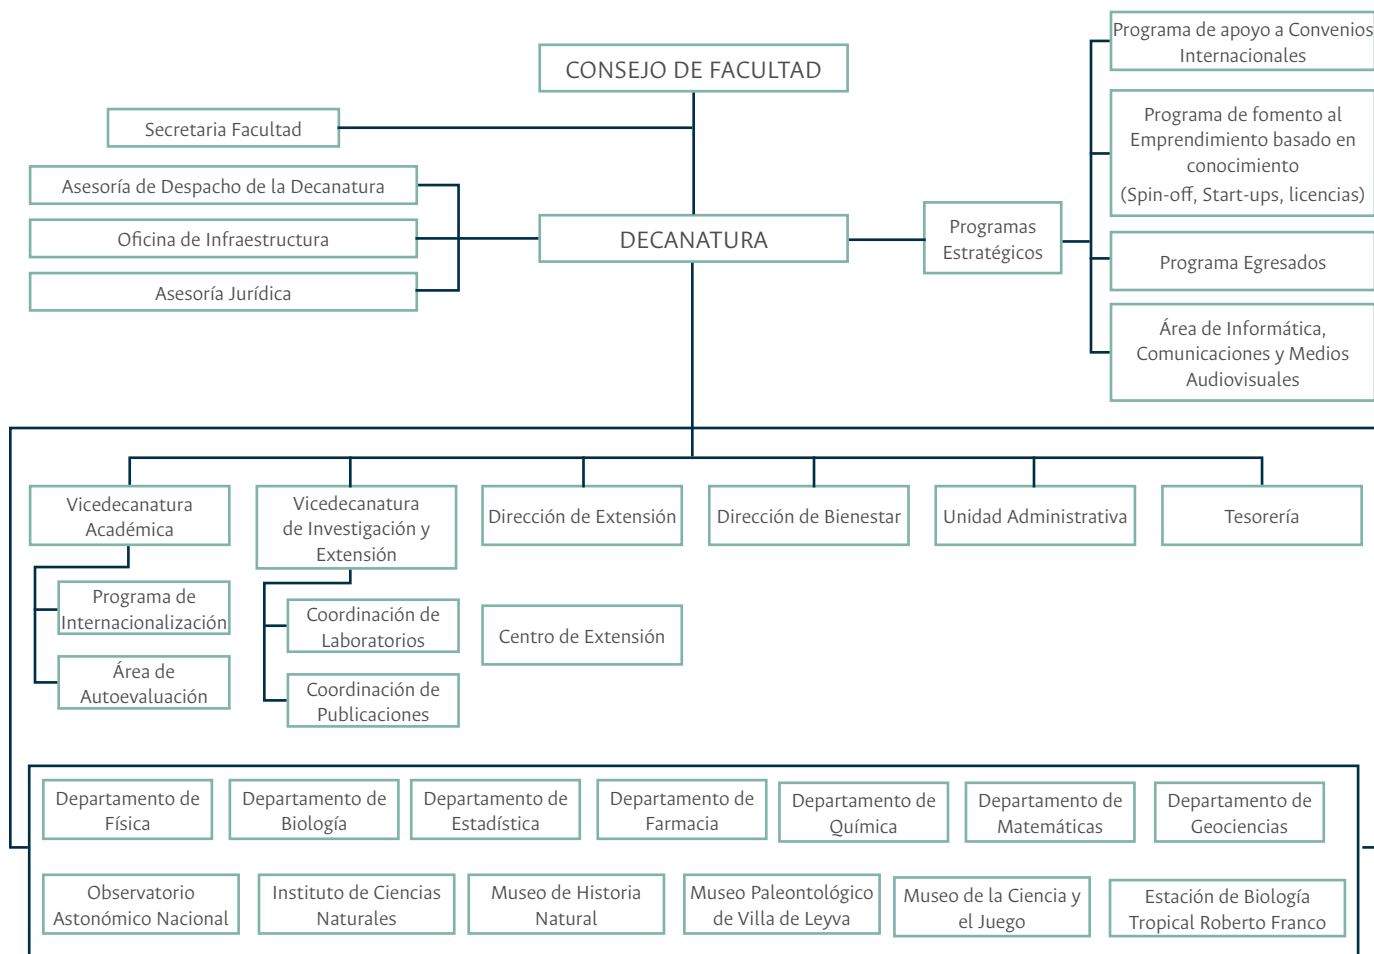 CONSEJO DE FACULTAD
Secretaria Facultad
Asesoría de Despacho de la Decanatura
Oficina de Infraestructura
Asesoría Jurídica
DECANATURA
Programas
Estratégicos
Programa de apoyo a Convenios
Internacionales
Programa de fomento al
Emprendimiento basado en
conocimiento
(Spin-off, Start-ups, licencias)
Programa Egresados
Área de Informática,
Comunicaciones y Medios
Audiovisuales
Vicedecanatura
Académica
Programa de
Internacionalización
Área de
Autoevaluación
Vicedecanatura
de Investigación y
Extensión
Coordinación de
Laboratorios
Coordinación de
Publicaciones
Dirección de Extensión
Centro de Extensión
Dirección de Bienestar
Unidad Administrativa
Tesorería
Departamento de
Física
Departamento de
Biología
Departamento de
Estadística
Departamento de
Farmacia
Departamento de
Química
Departamento de
Matemáticas
Departamento de
Geociencias
Observatorio
Astonómico Nacional
Instituto de Ciencias
Naturales
Museo de Historia
Natural
Museo Paleontológico
de Villa de Leyva
Museo de la Ciencia y
el Juego
Estación de Biología
Tropical Roberto Franco